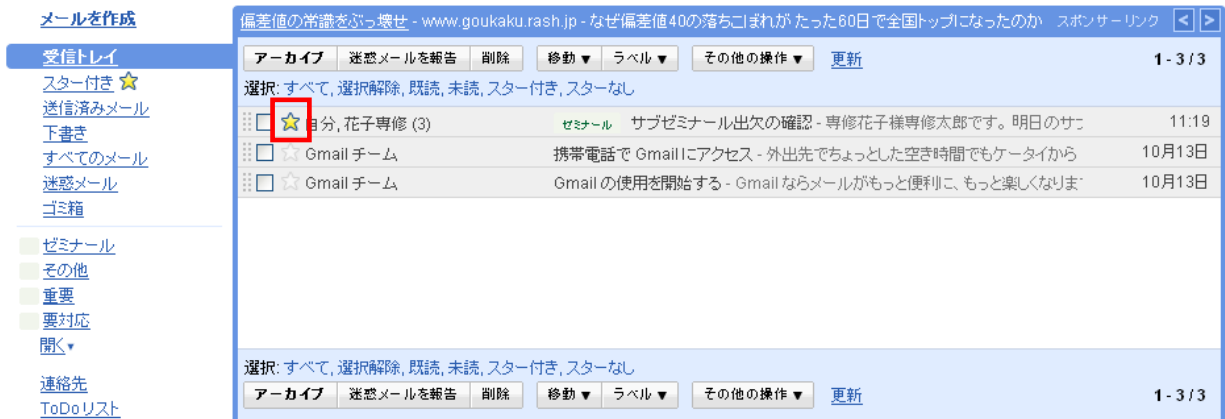 メールを作成
受信トレイ
スター付き
送信済みメール
下書き
すべてのメール
迷惑メール
ゴミ箱
ゼミナール
その他
重要
要対応
開く▼
連絡先
ToDoリスト
偏差値の常識をぶっ壊せ - www.goukaku.rash.jp - なぜ偏差値40の落ちこぼれが たった60日で全国トップになったのか スポンサーリンク < >
アーカイブ 迷惑メールを報告 削除 移動▼ ラベル▼ その他の操作▼ 更新 1 - 3 / 3
選択: すべて, 選択解除, 既読, 未読, スター付き, スターなし
自分, 花子専修 (3) ゼミナール サブゼミナール出欠の確認 - 専修花子様専修太郎です。明日のサブ 11:19
Gmail チーム 携帯電話で Gmail にアクセス - 外出先でちょっとした空き時間でもケータイから 10月13日
Gmail チーム Gmail の使用を開始する - Gmail ならメールがもっと便利に、もっと楽しくなりま 10月13日
選択: すべて, 選択解除, 既読, 未読, スター付き, スターなし
アーカイブ 迷惑メールを報告 削除 移動▼ ラベル▼ その他の操作▼ 更新 1 - 3 / 3